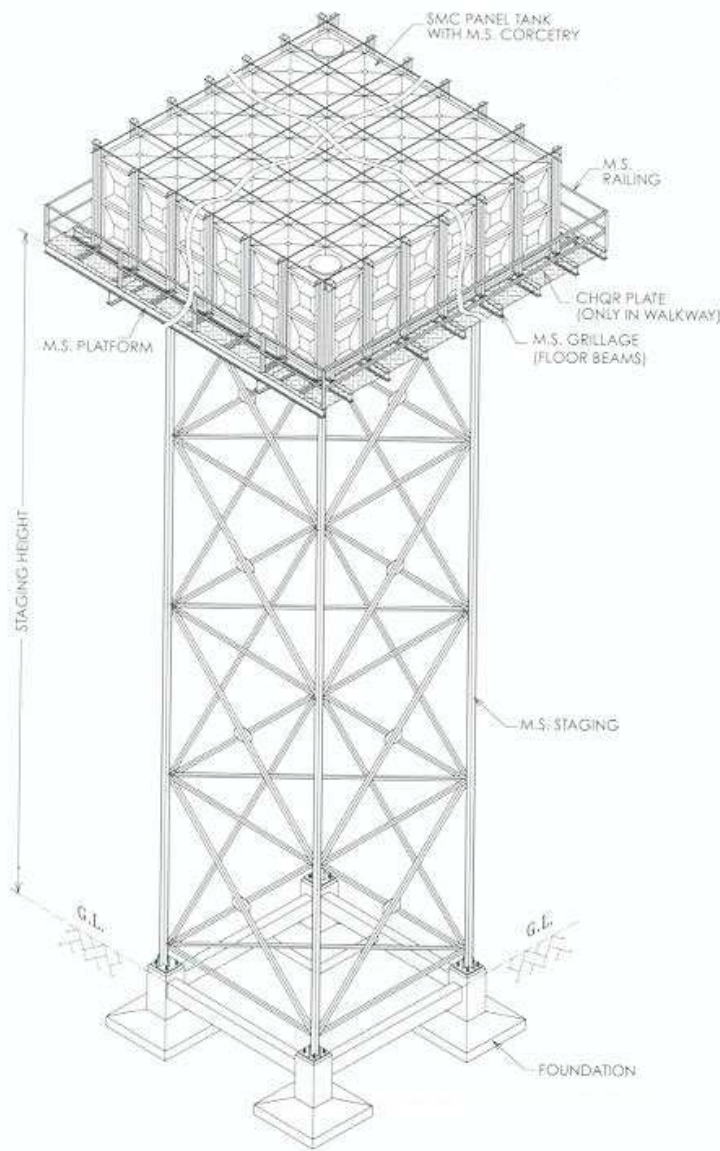 SMC PANEL TANK
WITH M.S. CORCETRY
M.S.
RAILING
CHQR PLATE
(ONLY IN WALKWAY)
M.S. GRILLAGE
(FLOOR BEAMS)
M.S. PLATFORM
STAGING HEIGHT
M.S. STAGING
G.L.
G.L.
FOUNDATION